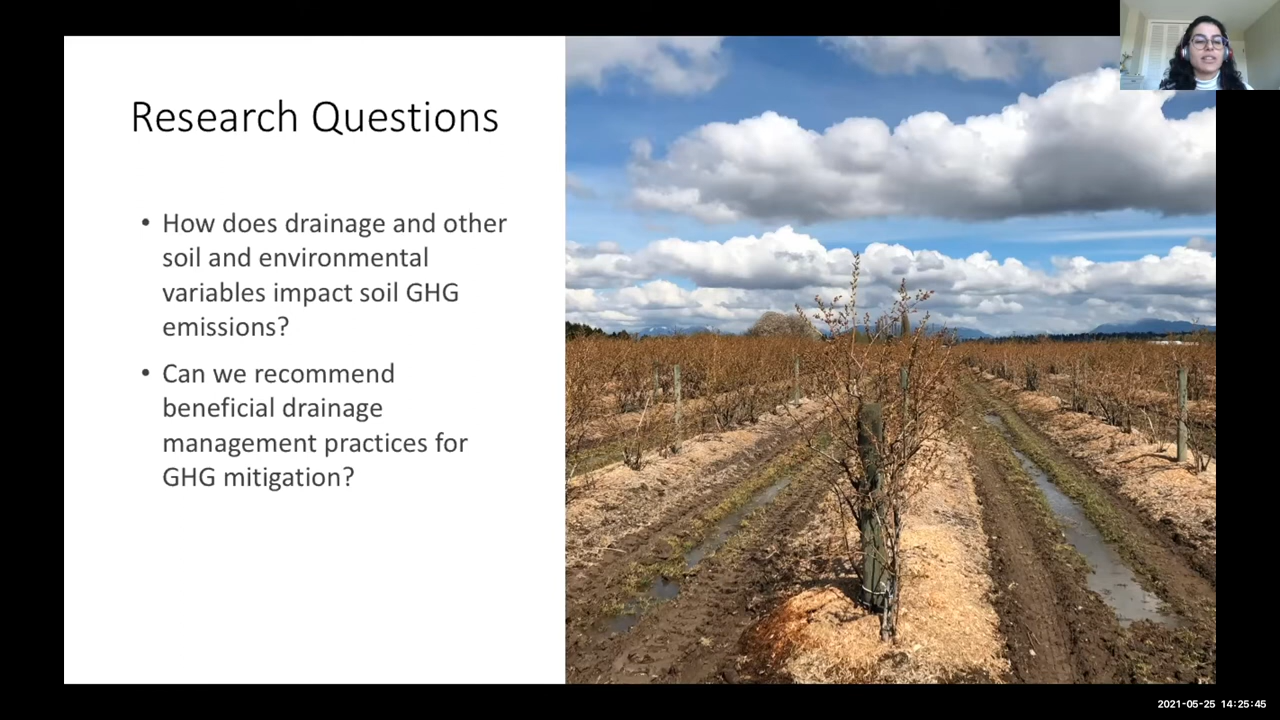 Research Questions
• How does drainage and other
soil and environmental
variables impact soil GHG
emissions?
• Can we recommend
beneficial drainage
management practices for
GHG mitigation?
2021-05-25 14:25:45